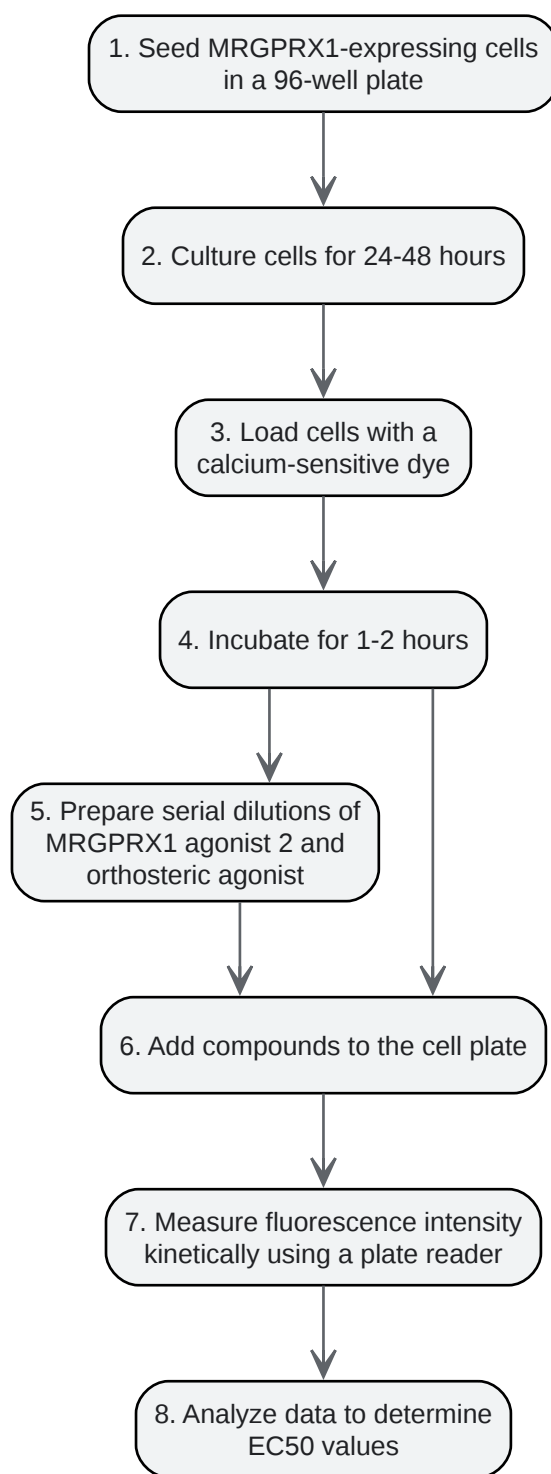 1. Seed MRGPRX1-expressing cells
in a 96-well plate
2. Culture cells for 24-48 hours
3. Load cells with a
calcium-sensitive dye
4. Incubate for 1-2 hours
5. Prepare serial dilutions of
MRGPRX1 agonist 2 and
orthosteric agonist
6. Add compounds to the cell plate
7. Measure fluorescence intensity
kinetically using a plate reader
8. Analyze data to determine
EC50 values